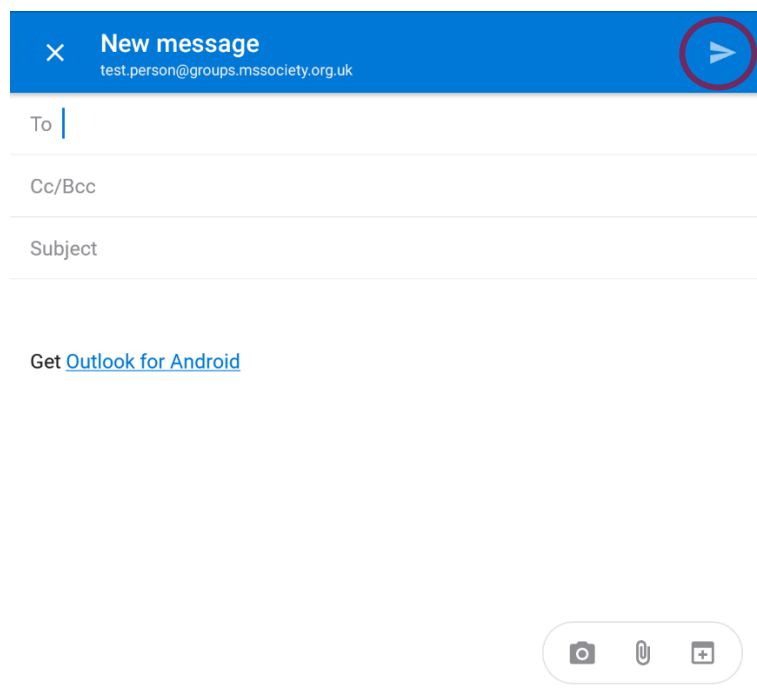 New message
test.person@groups.mssociety.org.uk
To
Cc/Bcc
Subject
Get Outlook for Android